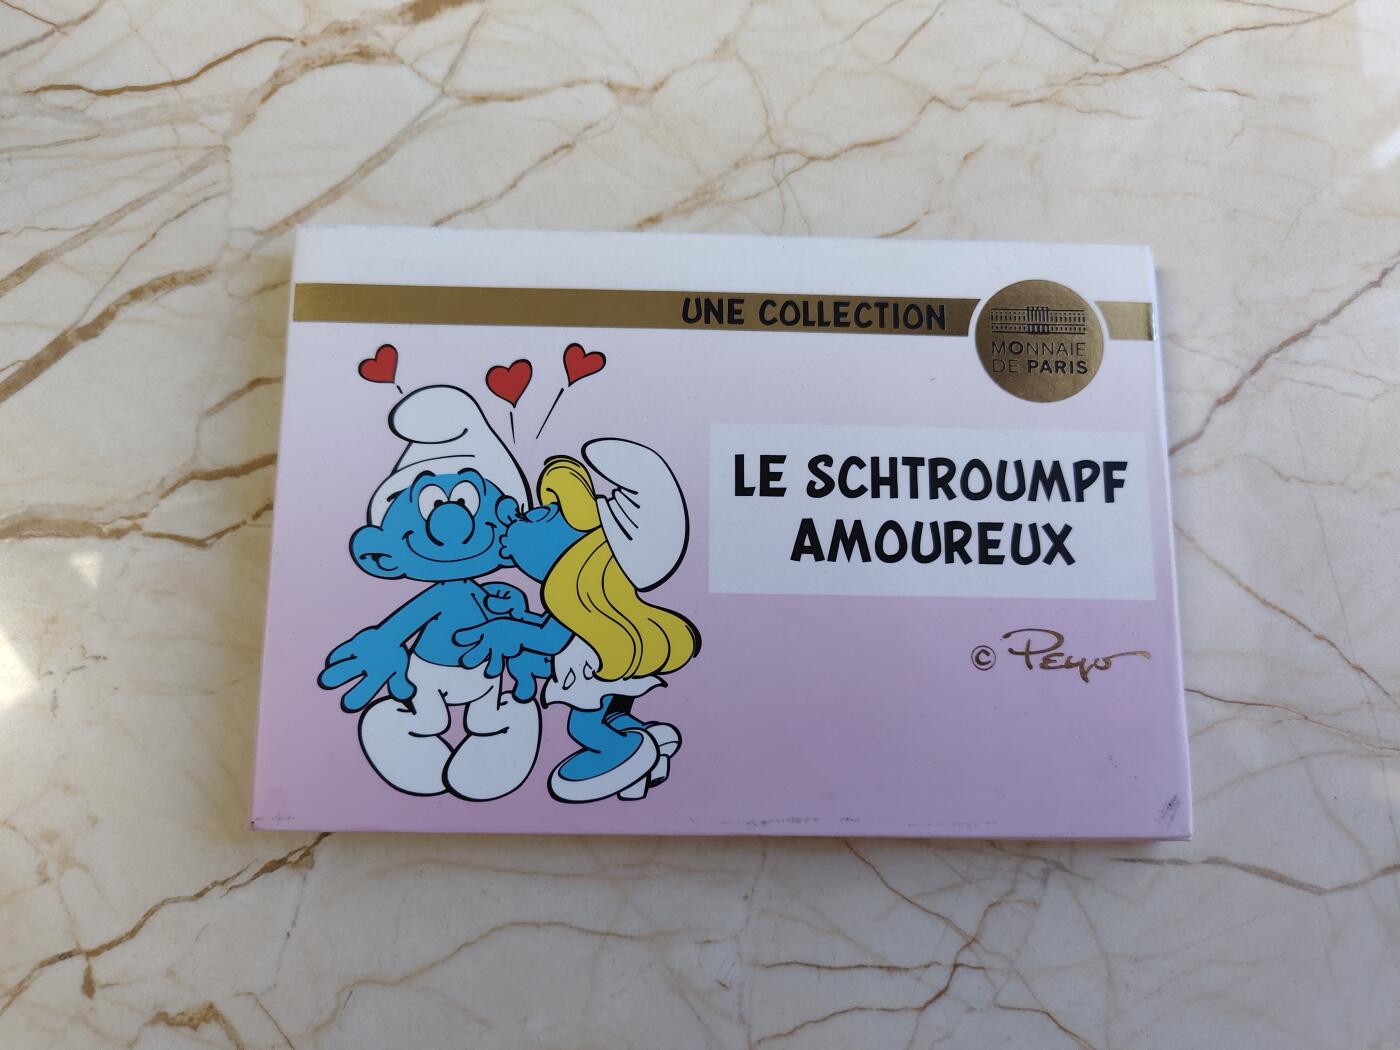 UNE COLLECTION
MONNAIE
DE PARIS
LE SCHTROUMPF
AMOUREUX
© Peyo